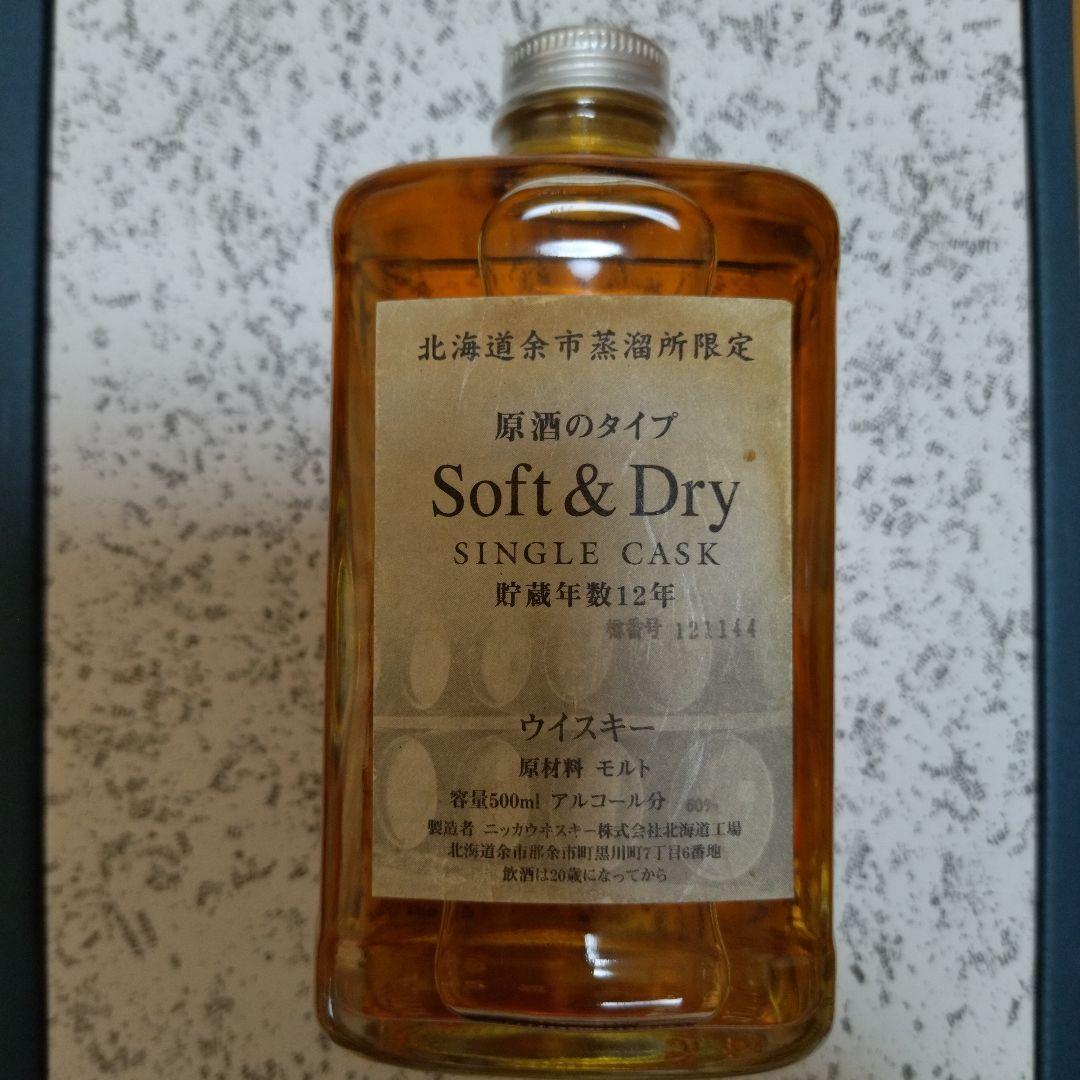 北海道余市蒸溜所限定
原酒のタイプ
Soft & Dry
SINGLE CASK
貯蔵年数12年
樽番号 121144
ウイスキー
原材料 モルト
容量500ml アルコール分 60%
製造者 ニッカウヰスキー株式会社北海道工場
北海道余市郡余市町黒川町7丁目6番地
飲酒は20歳になってから